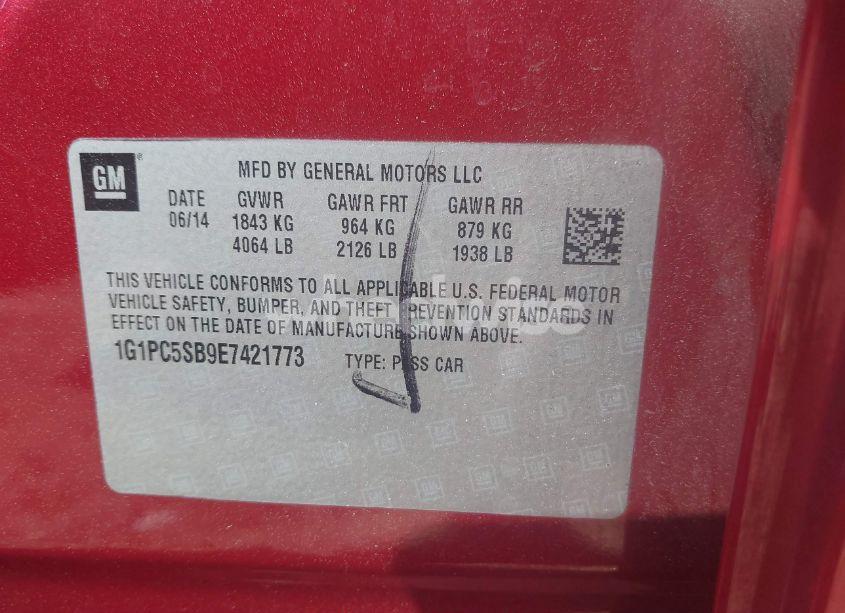 GM
MFD BY GENERAL MOTORS LLC
DATE GVWR GAWR FRT GAWR RR
06/14 1843 KG 964 KG 879 KG
4064 LB 2126 LB 1938 LB
THIS VEHICLE CONFORMS TO ALL APPLICABLE U.S. FEDERAL MOTOR
VEHICLE SAFETY, BUMPER, AND THEFT PREVENTION STANDARDS IN
EFFECT ON THE DATE OF MANUFACTURE SHOWN ABOVE.
1G1PC5SB9E7421773 TYPE: PASS CAR